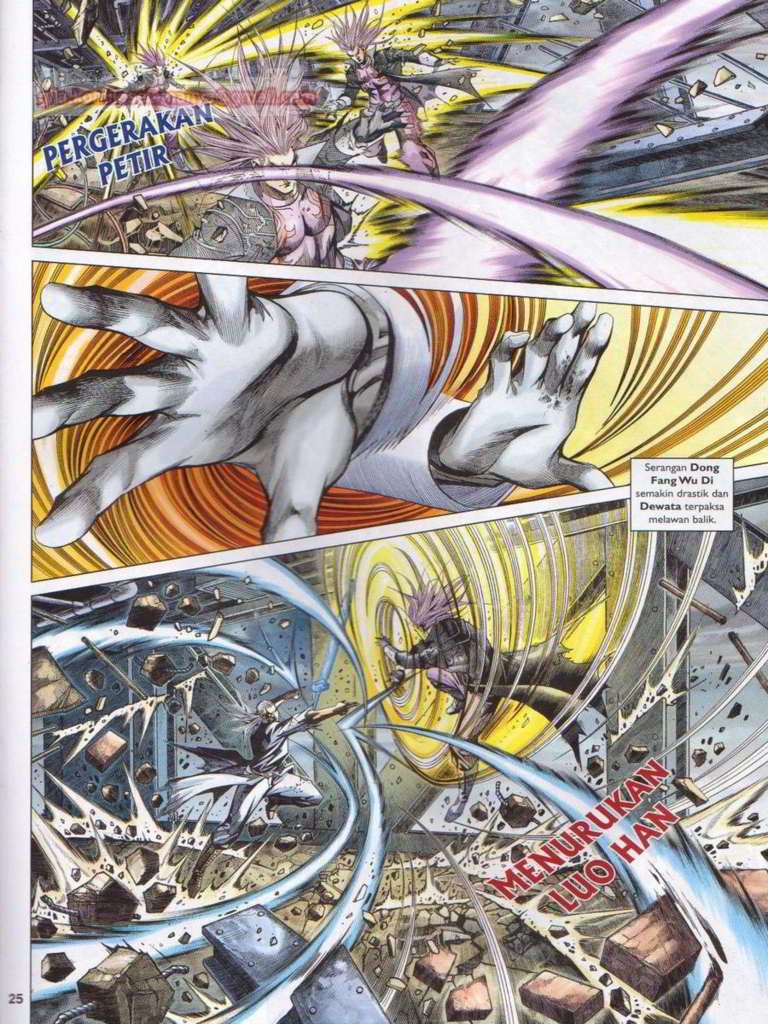 PERGERAKAN
PETIR
Serangan Dong
Fang Wu Di
semakin drastik dan
Dewata terpaksa
melawan balik.
MENURUKAN
LUO HAN
25